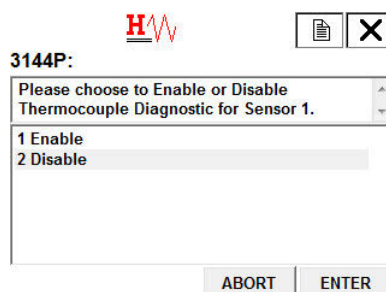 H
3144P:
Please choose to Enable or Disable
Thermocouple Diagnostic for Sensor 1.
1 Enable
2 Disable
ABORT ENTER